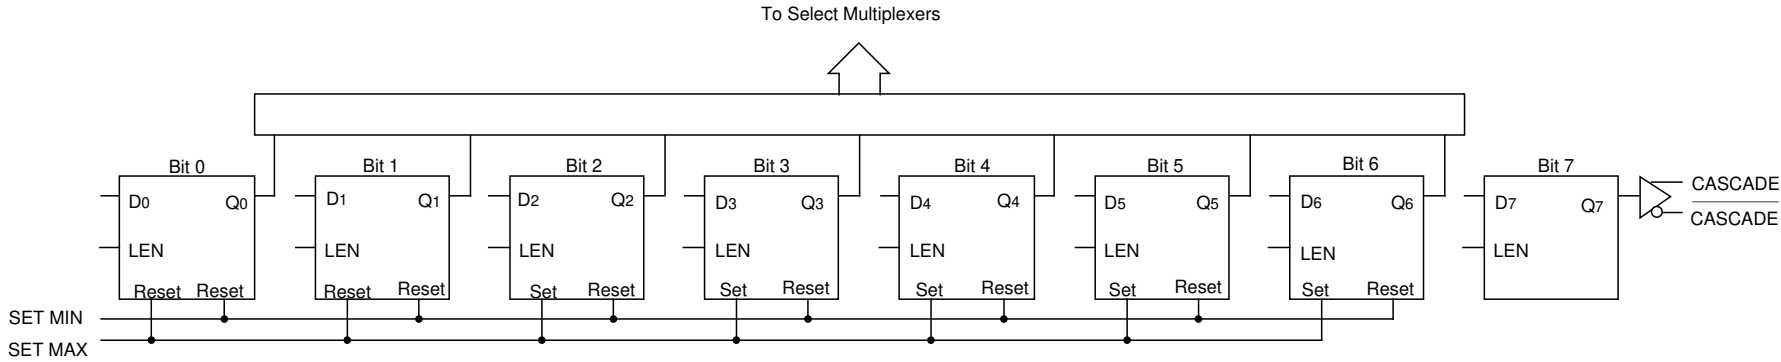 To Select Multiplexers
Bit 0 Bit 1 Bit 2 Bit 3 Bit 4 Bit 5 Bit 6 Bit 7
D0 Q0 D1 Q1 D2 Q2 D3 Q3 D4 Q4 D5 Q5 D6 Q6 D7 Q7 CASCADE
CASCADE
LEN LEN LEN LEN LEN LEN LEN LEN
Reset Reset Reset Reset Set Reset Set Reset Set Reset Set Reset Set Reset
SET MIN
SET MAX